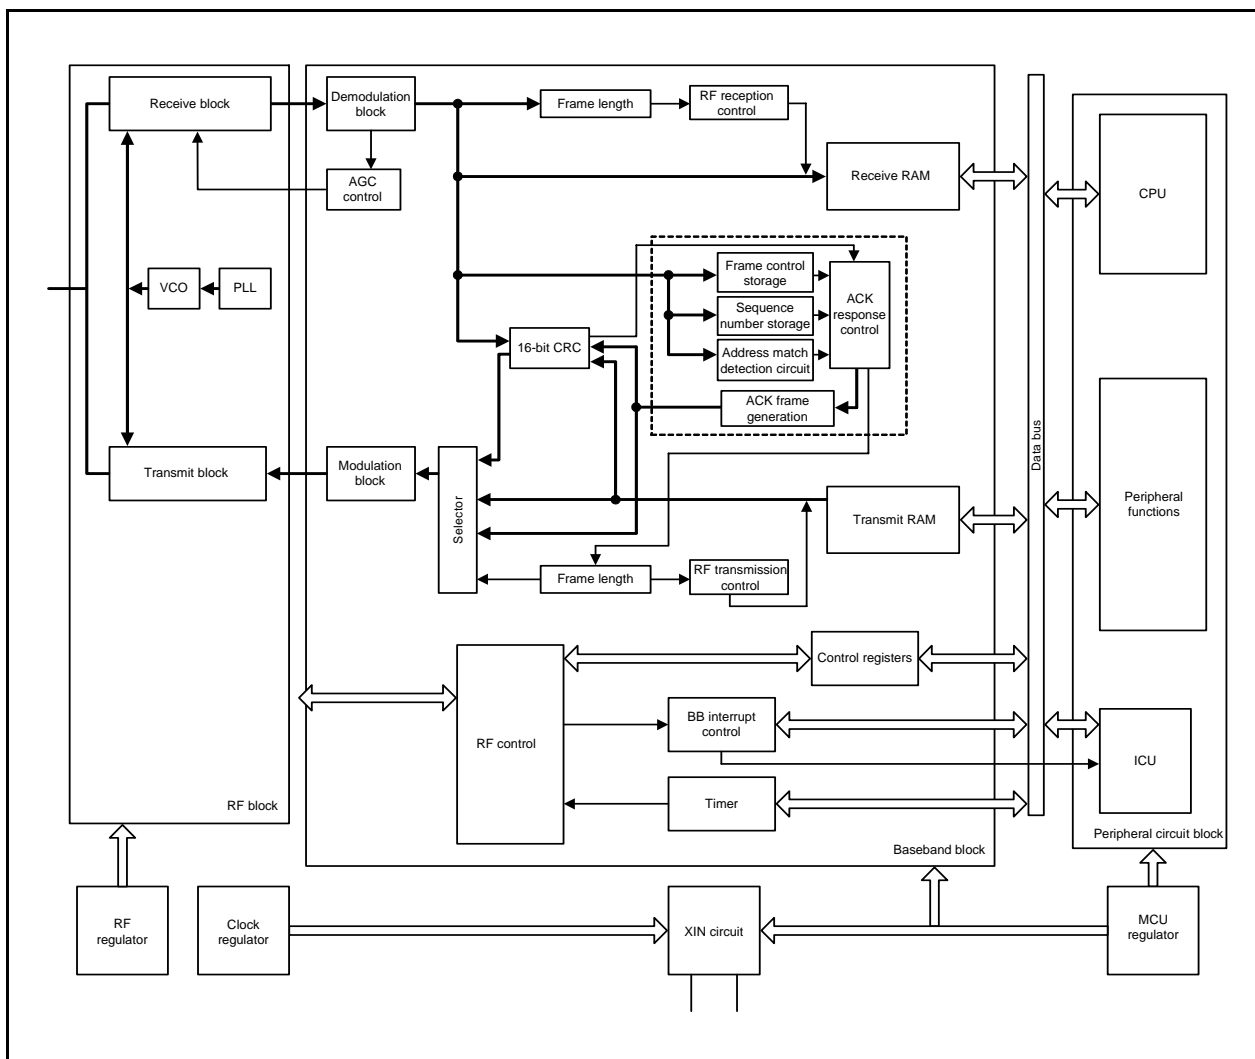 Receive block
Demodulation
block
Frame length
RF reception
control
AGC
control
Receive RAM
CPU
VCO
PLL
Frame control
storage
Sequence
number storage
Address match
detection circuit
ACK
response
control
16-bit CRC
ACK frame
generation
Transmit block
Modulation
block
Selector
Transmit RAM
Data bus
Peripheral
functions
Frame length
RF transmission
control
Control registers
RF control
BB interrupt
control
ICU
Timer
RF block
Baseband block
Peripheral circuit block
RF
regulator
Clock
regulator
XIN circuit
MCU
regulator